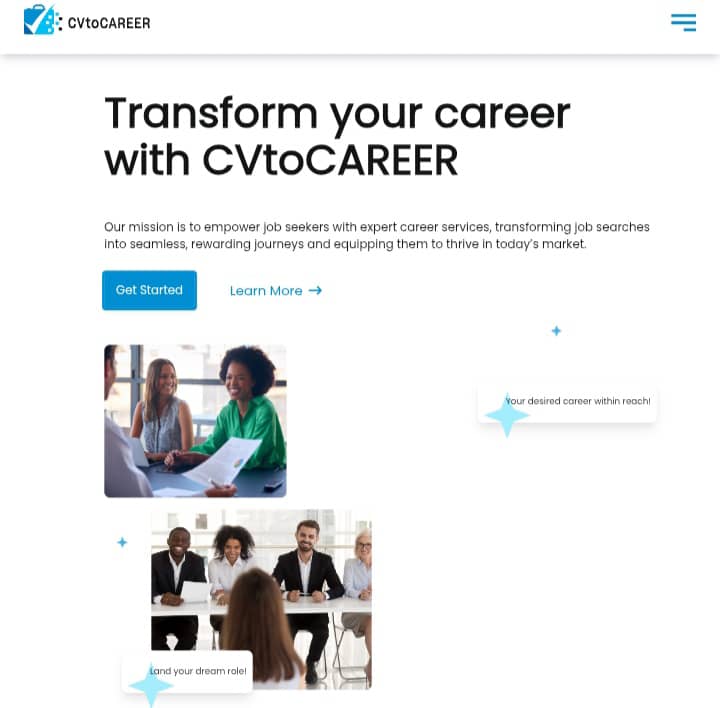 CVtoCAREER
Transform your career
with CVtoCAREER
Our mission is to empower job seekers with expert career services, transforming job searches
into seamless, rewarding journeys and equipping them to thrive in today's market.
Get Started
Learn More →
Your desired career within reach!
Land your dream role!